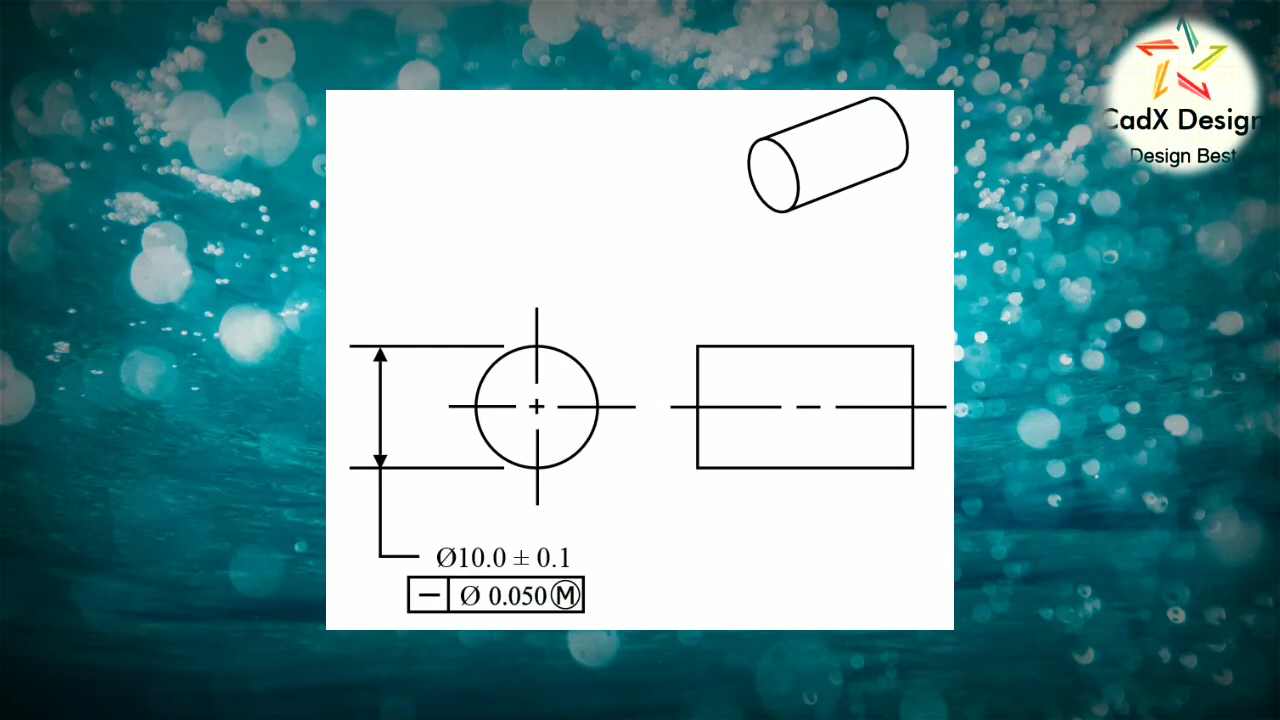 CadX Design
Design Best
Ø10.0 ± 0.1
— Ø 0.050Ⓜ